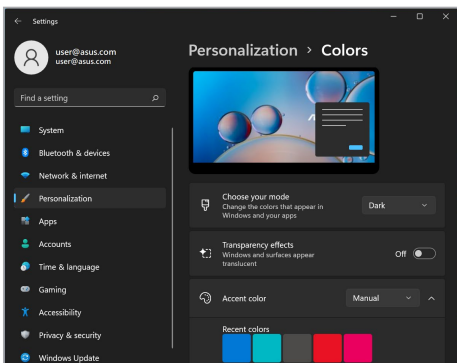 Settings
user@asus.com
user@asus.com
Find a setting
System
Bluetooth & devices
Network & internet
Personalization
Apps
Accounts
Time & language
Gaming
Accessibility
Privacy & security
Windows Update
Personalization > Colors
Choose your mode
Change the colors that appear in
Windows and your apps
Dark
Transparency effects
Windows and surfaces appear
translucent
Off
Accent color
Manual
Recent colors